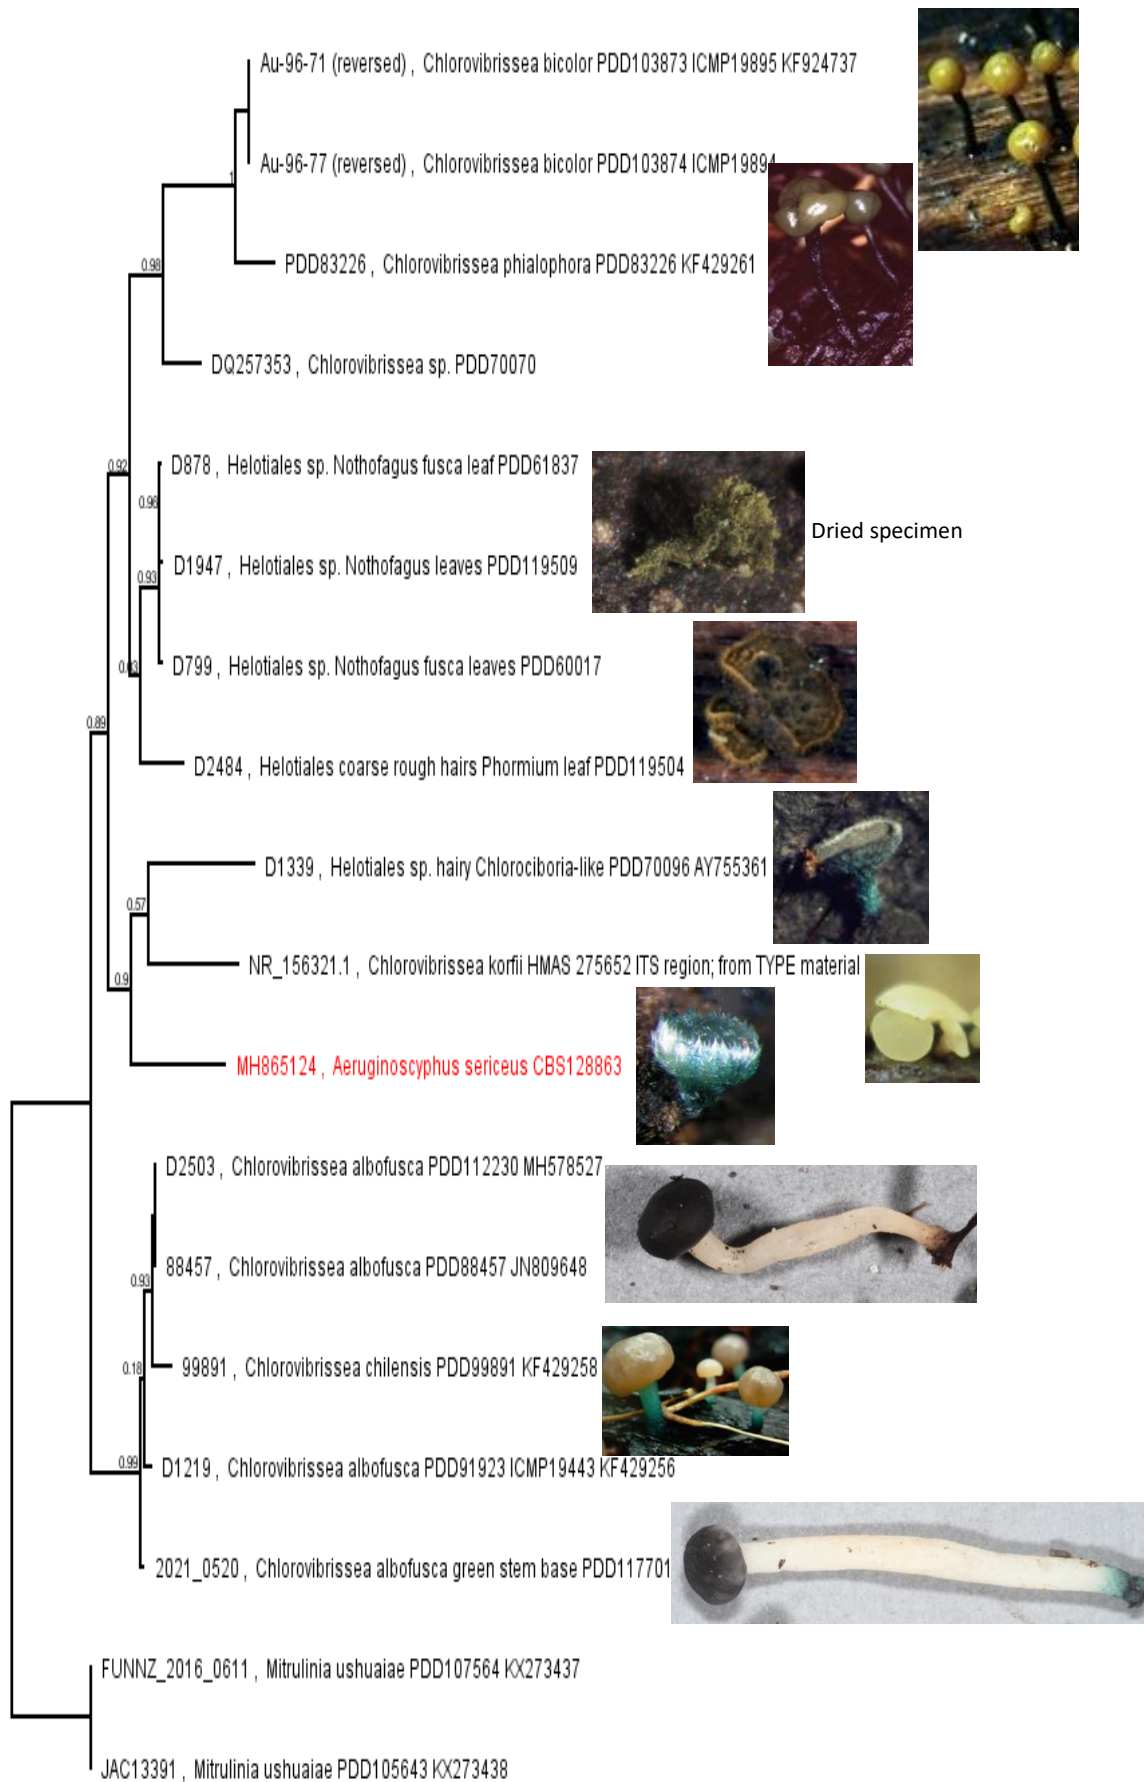 Au-96-71 (reversed) , Chlorovibrissea bicolor PDD103873 ICMP19895 KF924737
Au-96-77 (reversed) , Chlorovibrissea bicolor PDD103874 ICMP19894
1
PDD83226 , Chlorovibrissea phialophora PDD83226 KF429261
0.98
DQ257353 , Chlorovibrissea sp. PDD70070
0.92
D878 , Helotiales sp. Nothofagus fusca leaf PDD61837
0.96
Dried specimen
D1947 , Helotiales sp. Nothofagus leaves PDD119509
0.93
D799 , Helotiales sp. Nothofagus fusca leaves PDD60017
0.89
D2484 , Helotiales coarse rough hairs Phormium leaf PDD119504
D1339 , Helotiales sp. hairy Chlorociboria-like PDD70096 AY755361
0.57
NR_156321.1 , Chlorovibrissea korfii HMAS 275652 ITS region; from TYPE material
0.9
MH865124 , Aeruginoscyphus sericeus CBS128863
D2503 , Chlorovibrissea albofusca PDD112230 MH578527
88457 , Chlorovibrissea albofusca PDD88457 JN809648
0.93
99891 , Chlorovibrissea chilensis PDD99891 KF429258
0.18
D1219 , Chlorovibrissea albofusca PDD91923 ICMP19443 KF429256
0.99
2021_0520 , Chlorovibrissea albofusca green stem base PDD117701
FUNNZ_2016_0611 , Mitrulinia ushuaiae PDD107564 KX273437
JAC13391 , Mitrulinia ushuaiae PDD105643 KX273438